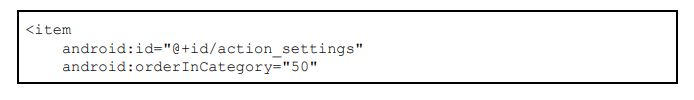 <item
android:id="@+id/action_settings"
android:orderInCategory="50"